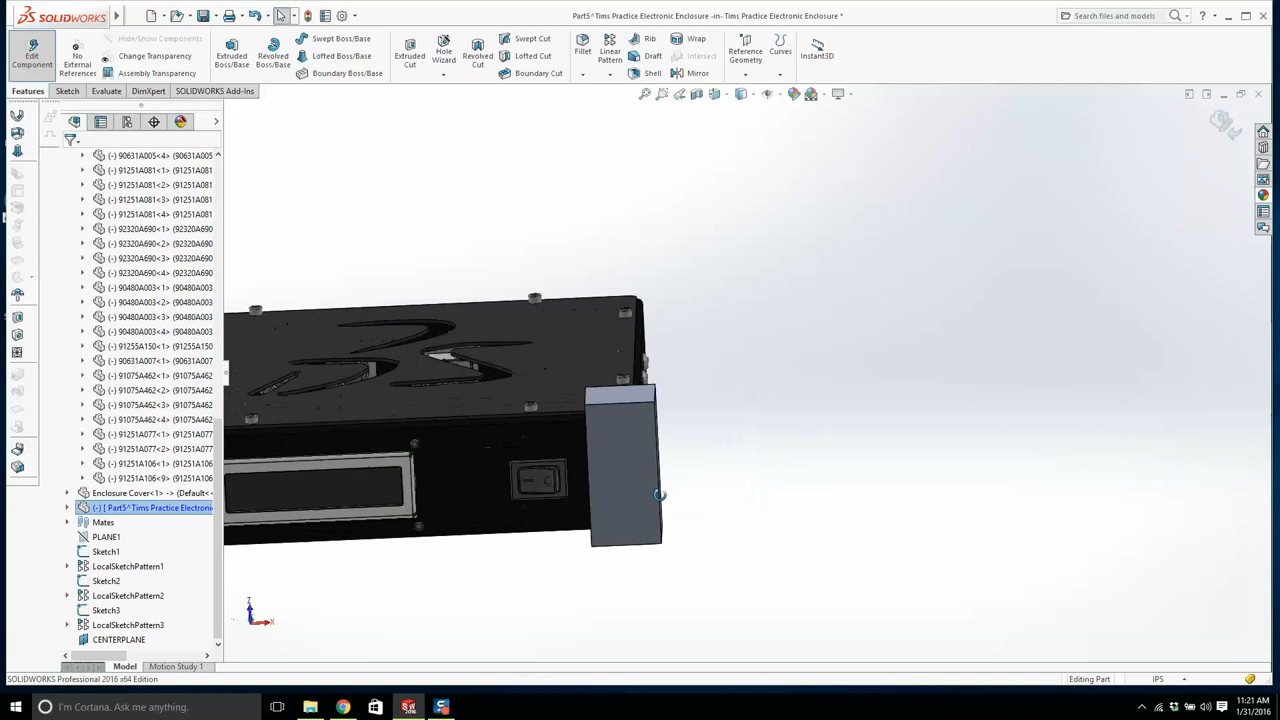 SOLIDWORKS
Part5^Tims Practice Electronic Enclosure -in- Tims Practice Electronic Enclosure *
Search files and models
Edit Component
No External References
Hide/Show Components
Change Transparency
Assembly Transparency
Extruded Boss/Base
Revolved Boss/Base
Swept Boss/Base
Lofted Boss/Base
Boundary Boss/Base
Extruded Cut
Hole Wizard
Revolved Cut
Swept Cut
Lofted Cut
Boundary Cut
Fillet
Linear Pattern
Rib
Draft
Shell
Wrap
Intersect
Mirror
Reference Geometry
Curves
Instant3D
Features
Sketch
Evaluate
DimXpert
SOLIDWORKS Add-Ins
(-) 90631A005<4> (90631A005
(-) 91251A081<1> (91251A081
(-) 91251A081<2> (91251A081
(-) 91251A081<3> (91251A081
(-) 91251A081<4> (91251A081
(-) 92320A690<1> (92320A690
(-) 92320A690<2> (92320A690
(-) 92320A690<3> (92320A690
(-) 92320A690<4> (92320A690
(-) 90480A003<1> (90480A003
(-) 90480A003<2> (90480A003
(-) 90480A003<3> (90480A003
(-) 90480A003<4> (90480A003
(-) 91255A150<1> (91255A150
(-) 90631A007<1> (90631A007
(-) 91075A462<1> (91075A462
(-) 91075A462<2> (91075A462
(-) 91075A462<3> (91075A462
(-) 91075A462<4> (91075A462
(-) 91251A077<1> (91251A077
(-) 91251A077<2> (91251A077
(-) 91251A106<1> (91251A106
(-) 91251A106<9> (91251A106
Enclosure Cover<1> -> (Default<
(-) [ Part5^Tims Practice Electroni
Mates
PLANE1
Sketch1
LocalSketchPattern1
Sketch2
LocalSketchPattern2
Sketch3
LocalSketchPattern3
CENTERPLANE
Z
X
Model
Motion Study 1
SOLIDWORKS Professional 2016 x64 Edition
Editing Part
IPS
I'm Cortana. Ask me anything.
11:21 AM
1/31/2016